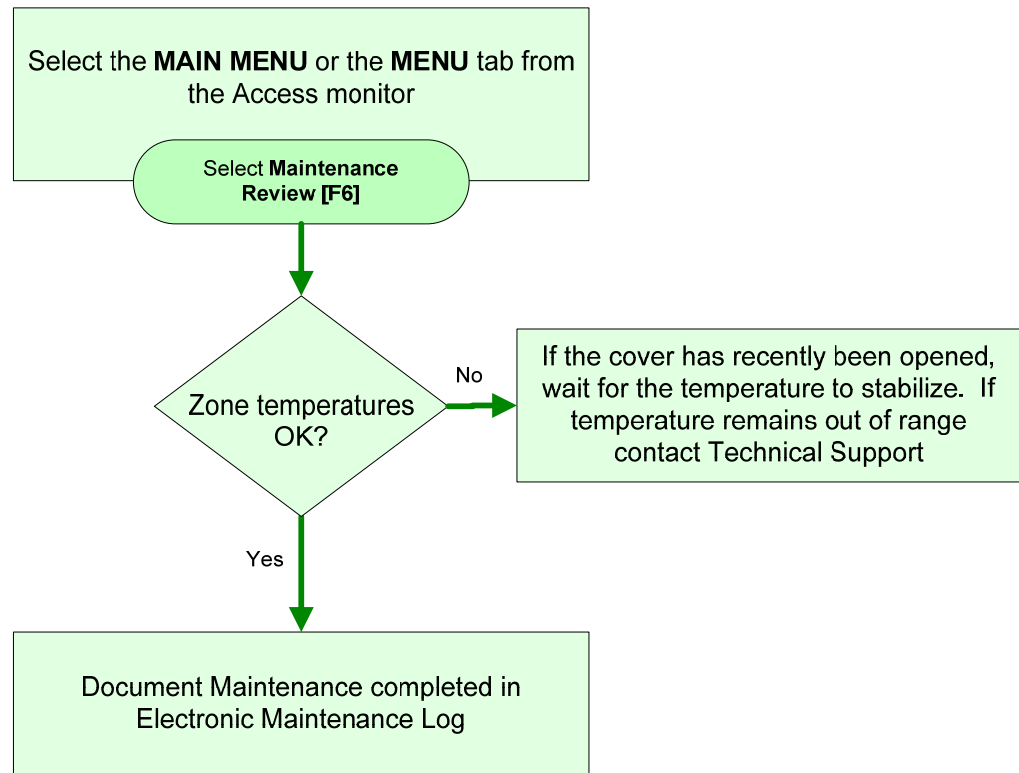 Select the MAIN MENU or the MENU tab from
the Access monitor
Select Maintenance
Review [F6]
Zone temperatures
OK?
No
If the cover has recently been opened,
wait for the temperature to stabilize. If
temperature remains out of range
contact Technical Support
Yes
Document Maintenance completed in
Electronic Maintenance Log